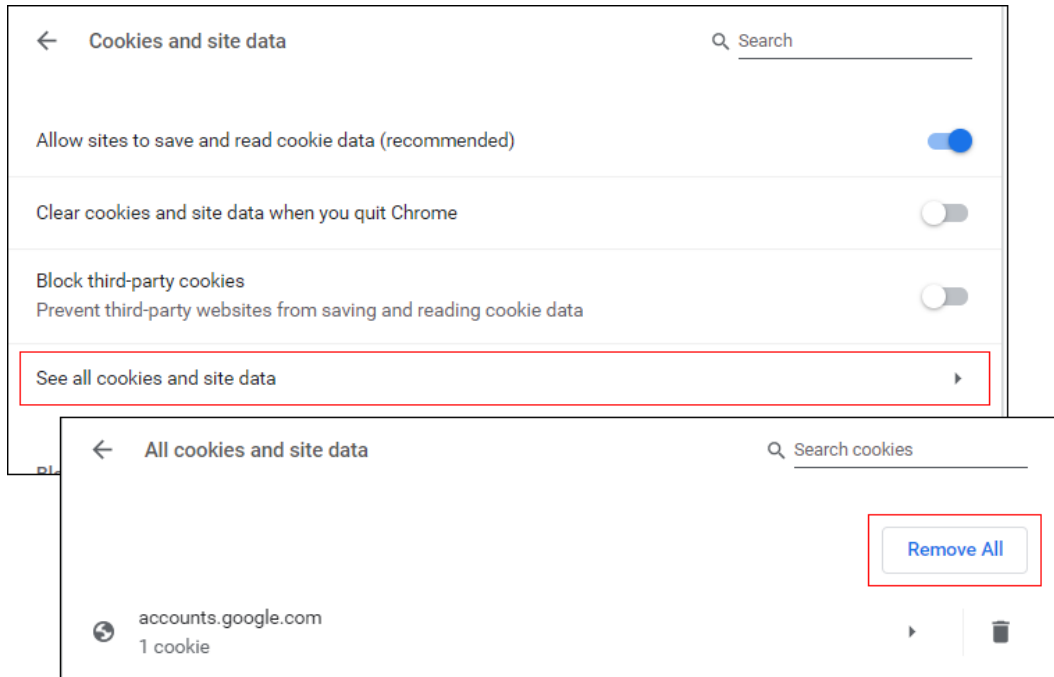 Cookies and site data
Search
Allow sites to save and read cookie data (recommended)
Clear cookies and site data when you quit Chrome
Block third-party cookies
Prevent third-party websites from saving and reading cookie data
See all cookies and site data
All cookies and site data
Search cookies
Remove All
accounts.google.com
1 cookie